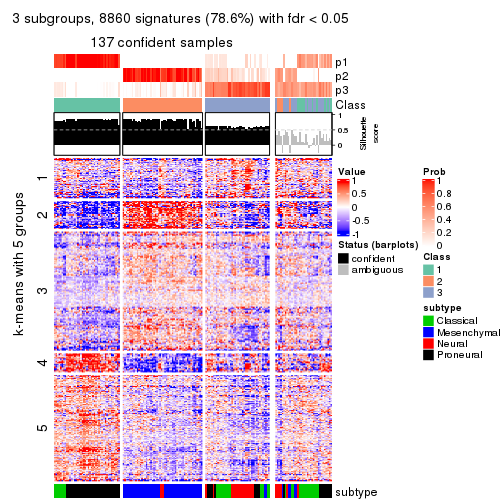 3 subgroups, 8860 signatures (78.6%) with fdr < 0.05
137 confident samples
p1
p2
p3
Class
1
0.5
0
Silhouette
score
k-means with 5 groups
1
2
3
4
5
subtype
Value
1
0.5
0
-0.5
-1
Status (barplots)
confident
ambiguous
Prob
1
0.8
0.6
0.4
0.2
0
Class
1
2
3
subtype
Classical
Mesenchymal
Neural
Proneural